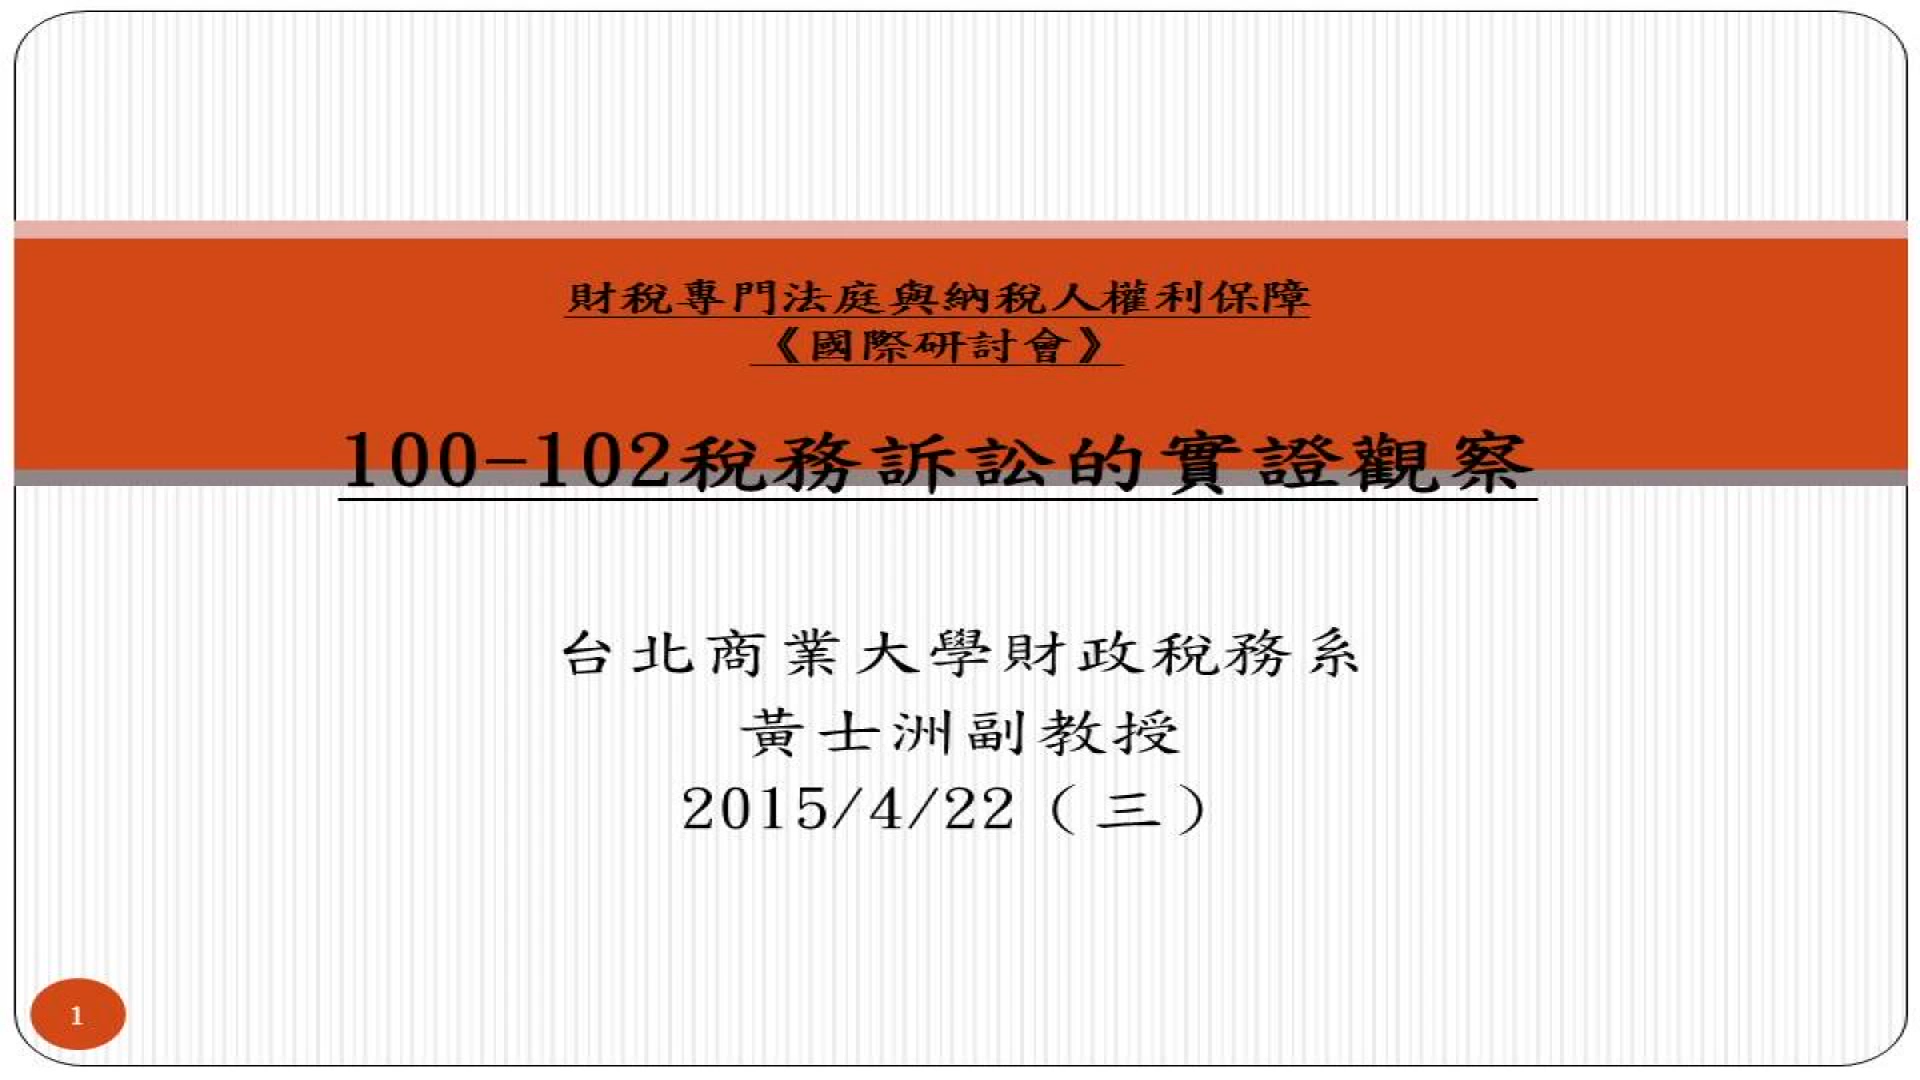 財稅專門法庭與納稅人權利保障
《國際研討會》
100-102稅務訴訟的實證觀察
台北商業大學財政稅務系
黃士洲副教授
2015/4/22（三）
1